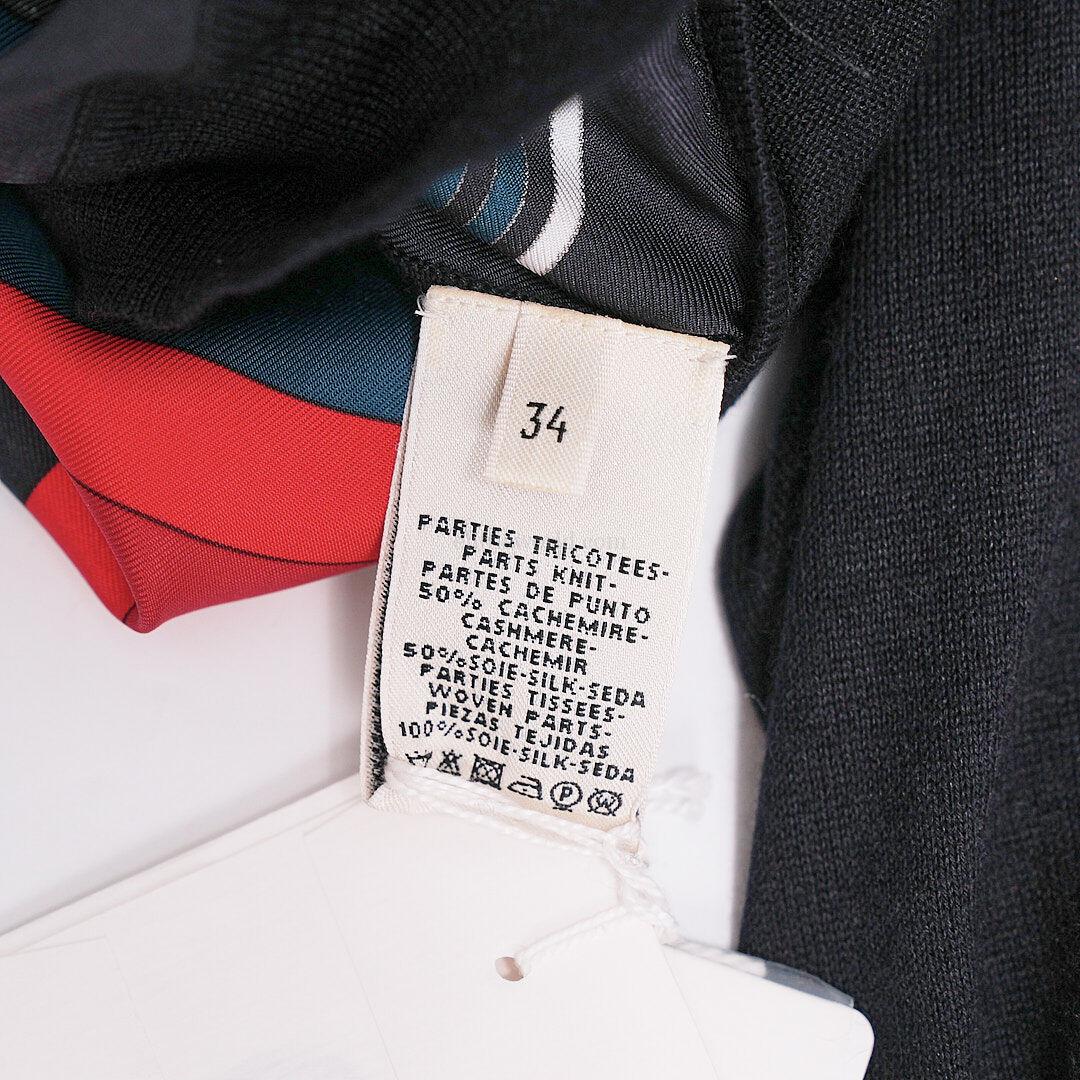 34
PARTIES TRICOTEES-
PARTS KNIT-
PARTES DE PUNTO
50% CACHEMIRE-
CASHMERE-
CACHEMIR
50%SOIE-SILK-SEDA
PARTIES TISSEES-
WOVEN PARTS-
PIEZAS TEJIDAS
100%SOIE-SILK-SEDA
P W